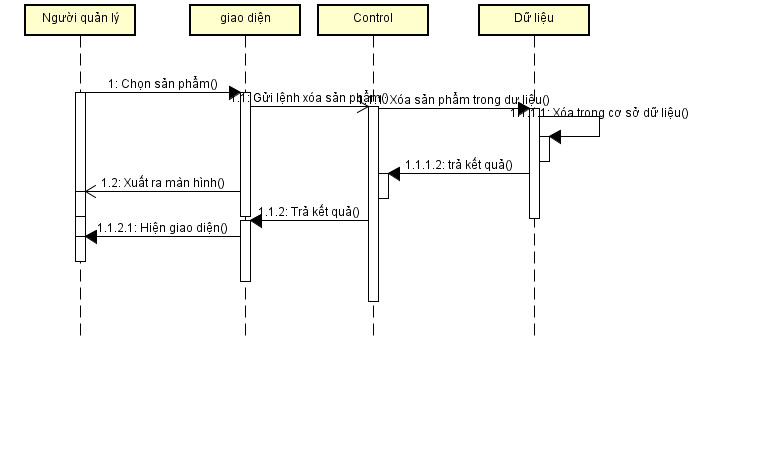 Người quản lý
giao diện
Control
Dữ liệu
1: Chọn sản phẩm()
1.1: Gửi lệnh xóa sản phẩm()
1.1.1: Xóa sản phẩm trong dư liệu()
1.1.1.1: Xóa trong cơ sở dữ liệu()
1.1.1.2: trả kết quả()
1.2: Xuất ra màn hình()
1.1.2: Trả kết quả()
1.1.2.1: Hiện giao diện()